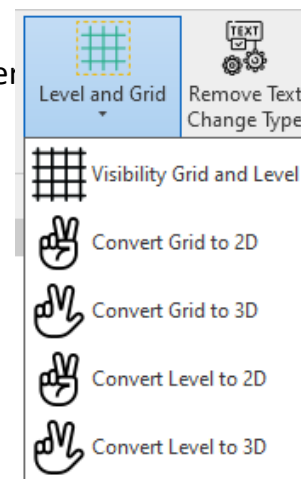 er
TEXT
Level and Grid
Remove Text
Change Type
Visibility Grid and Level
Convert Grid to 2D
Convert Grid to 3D
Convert Level to 2D
Convert Level to 3D